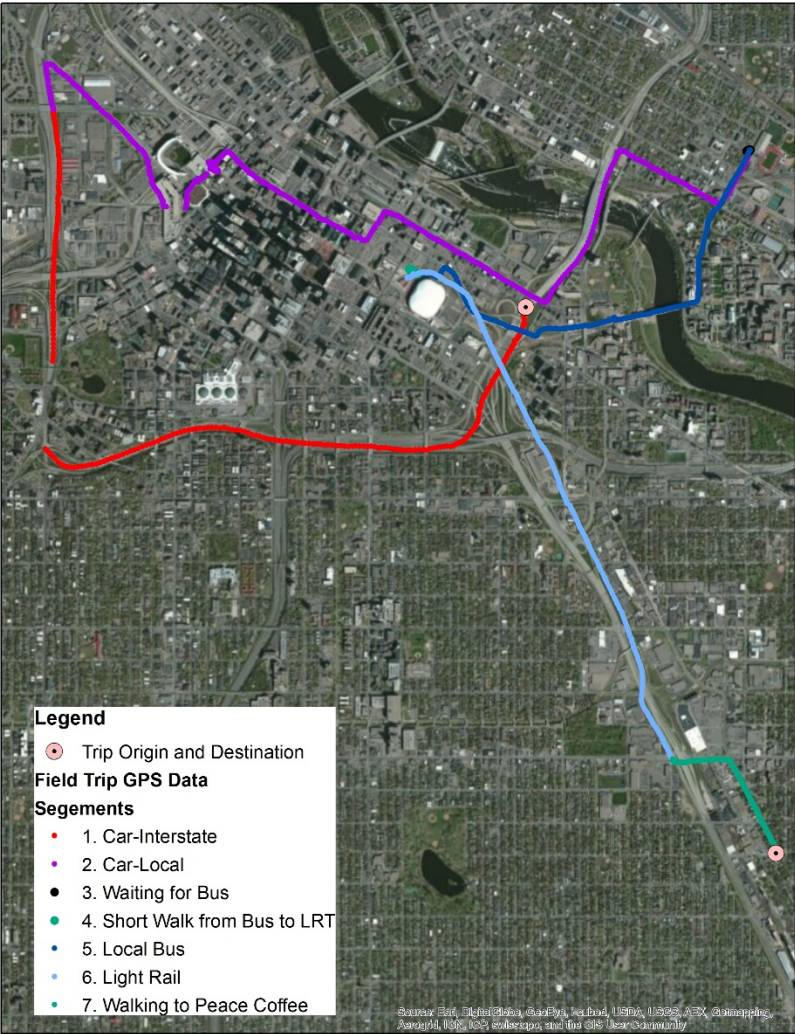 Legend
Trip Origin and Destination
Field Trip GPS Data
Segements
1. Car-Interstate
2. Car-Local
3. Waiting for Bus
4. Short Walk from Bus to LRT
5. Local Bus
6. Light Rail
7. Walking to Peace Coffee
Source: Esri, DigitalGlobe, GeoEye, i-cubed, USDA, USGS, AEX, Getmapping,
Aerogrid, IGN, IGP, swisstopo, and the GIS User Community